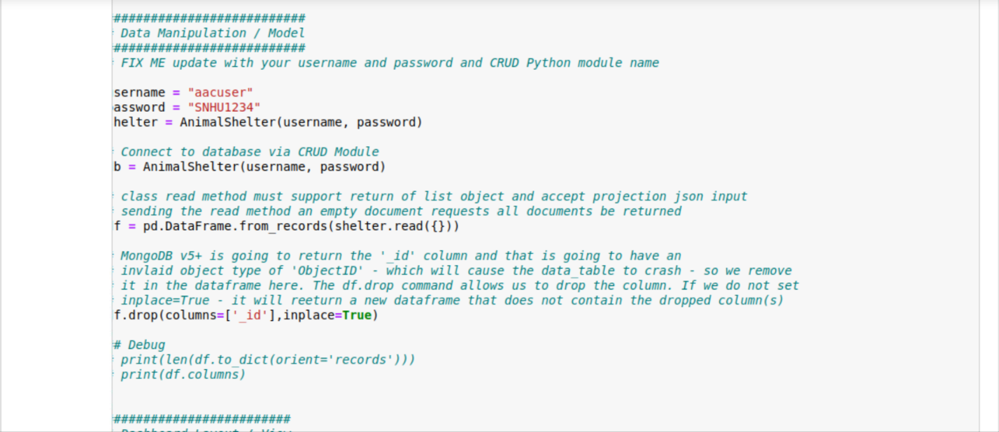 ##########################
Data Manipulation / Model
##########################
FIX ME update with your username and password and CRUD Python module name
sername = "aacuser"
assword = "SNHU1234"
helter = AnimalShelter(username, password)
Connect to database via CRUD Module
b = AnimalShelter(username, password)
class read method must support return of list object and accept projection json input
sending the read method an empty document requests all documents be returned
f = pd.DataFrame.from_records(shelter.read({}))
MongoDB v5+ is going to return the '_id' column and that is going to have an
invlaid object type of 'ObjectID' - which will cause the data_table to crash - so we remove
it in the dataframe here. The df.drop command allows us to drop the column. If we do not set
inplace=True - it will reeturn a new dataframe that does not contain the dropped column(s)
f.drop(columns=['_id'],inplace=True)
# Debug
print(len(df.to_dict(orient='records')))
print(df.columns)
########################
Dashboard Layout / View